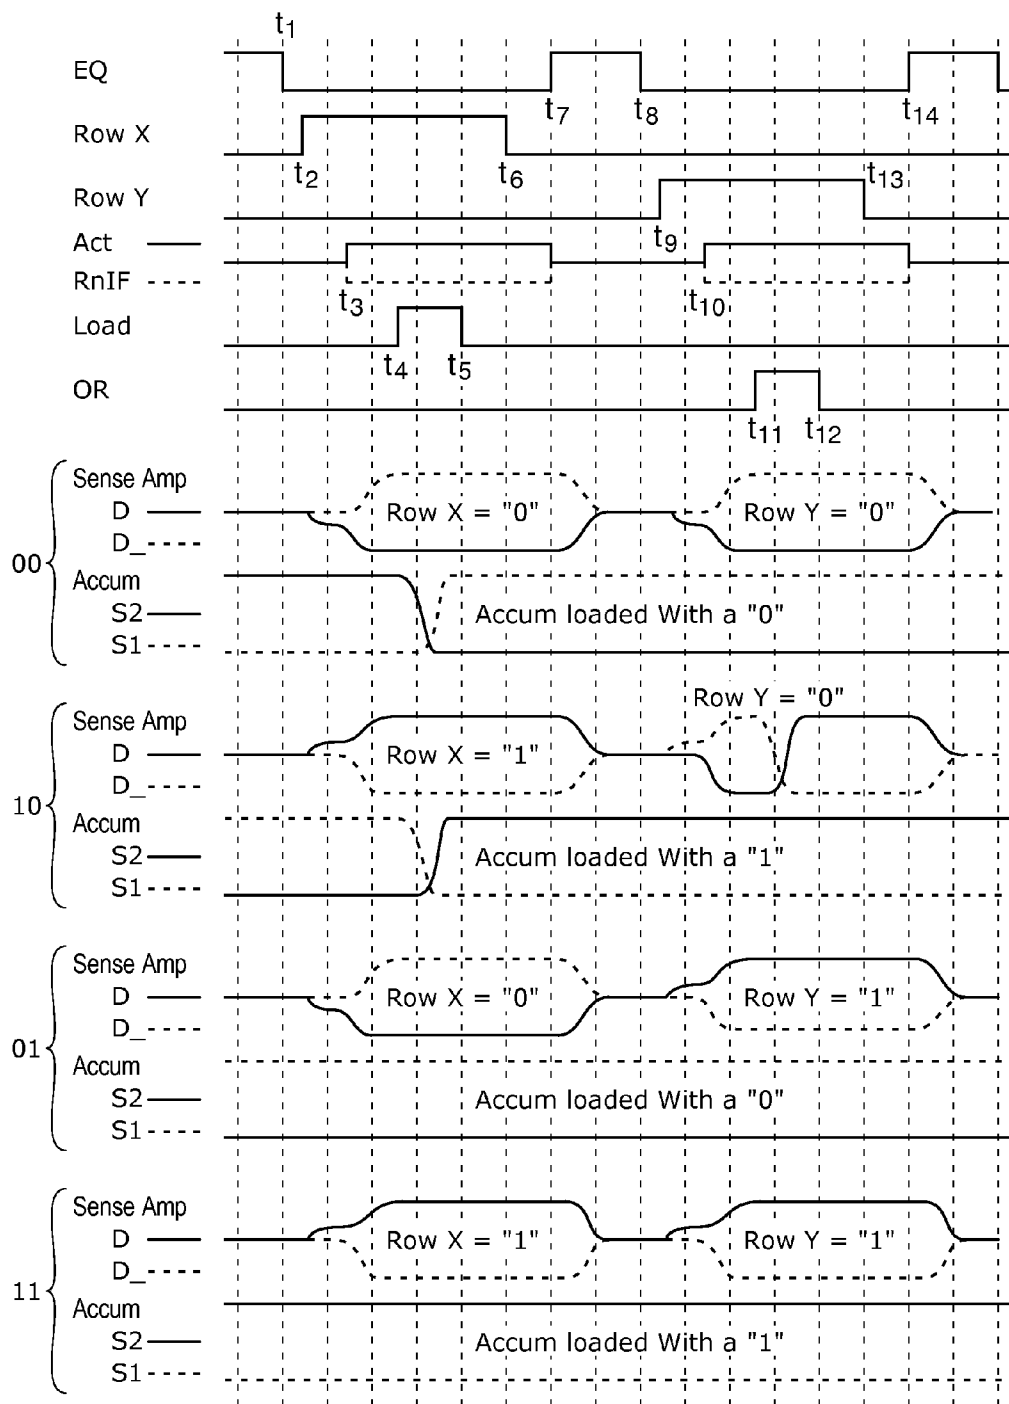 t1
EQ
t7 t8 t14
Row X
t2 t6 t13
Row Y
t9
Act
RnIF
t3 t10
Load
t4 t5
OR
t11 t12
00
Sense Amp
D
D_
Row X = "0" Row Y = "0"
Accum
S2
S1
Accum loaded With a "0"
10
Sense Amp
D
D_
Row X = "1" Row Y = "0"
Accum
S2
S1
Accum loaded With a "1"
01
Sense Amp
D
D_
Row X = "0" Row Y = "1"
Accum
S2
S1
Accum loaded With a "0"
11
Sense Amp
D
D_
Row X = "1" Row Y = "1"
Accum
S2
S1
Accum loaded With a "1"